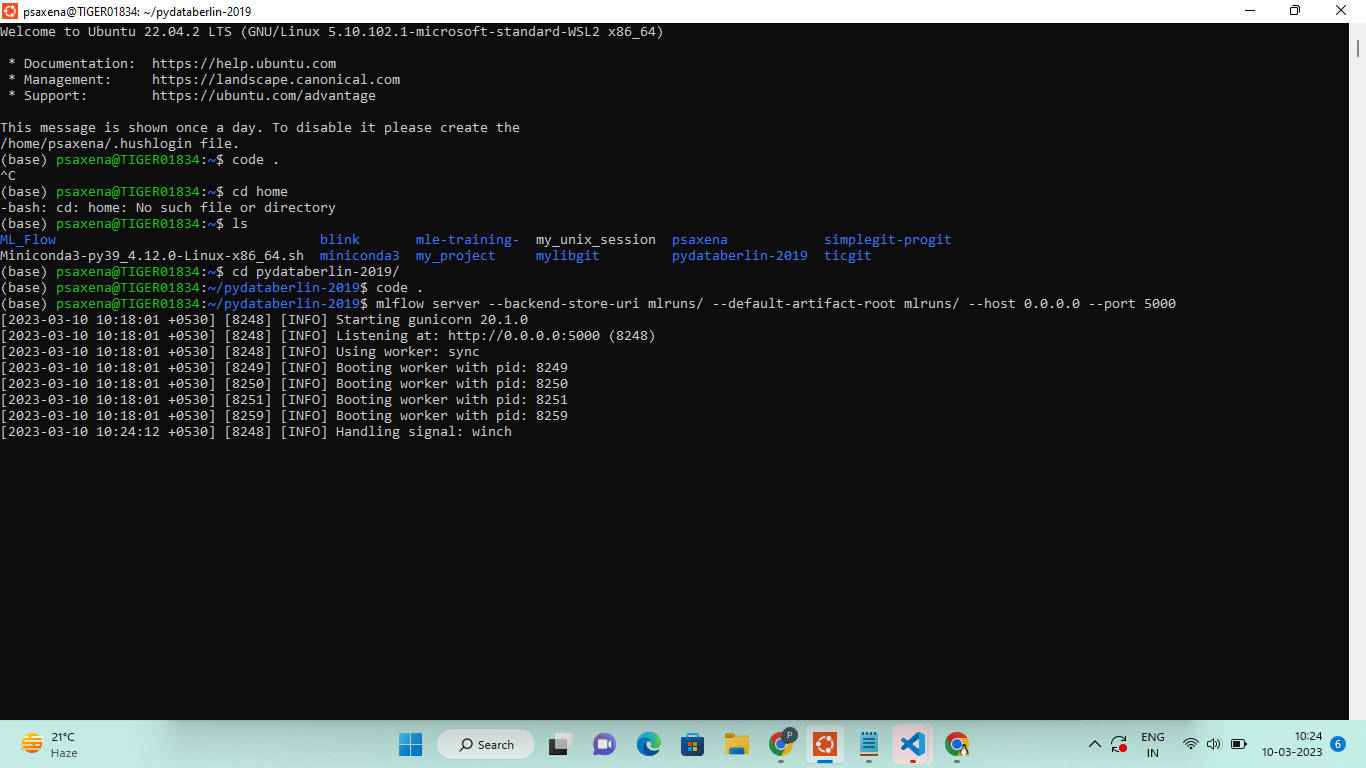 psaxena@TIGER01834: ~/pydataberlin-2019
Welcome to Ubuntu 22.04.2 LTS (GNU/Linux 5.10.102.1-microsoft-standard-WSL2 x86_64)
* Documentation: https://help.ubuntu.com
* Management: https://landscape.canonical.com
* Support: https://ubuntu.com/advantage
This message is shown once a day. To disable it please create the
/home/psaxena/.hushlogin file.
(base) psaxena@TIGER01834:~$ code .
^C
(base) psaxena@TIGER01834:~$ cd home
-bash: cd: home: No such file or directory
(base) psaxena@TIGER01834:~$ ls
ML_Flow blink mle-training- my_unix_session psaxena simplegit-progit
Miniconda3-py39_4.12.0-Linux-x86_64.sh miniconda3 my_project mylibgit pydataberlin-2019 ticgit
(base) psaxena@TIGER01834:~$ cd pydataberlin-2019/
(base) psaxena@TIGER01834:~/pydataberlin-2019$ code .
(base) psaxena@TIGER01834:~/pydataberlin-2019$ mlflow server --backend-store-uri mlruns/ --default-artifact-root mlruns/ --host 0.0.0.0 --port 5000
[2023-03-10 10:18:01 +0530] [8248] [INFO] Starting gunicorn 20.1.0
[2023-03-10 10:18:01 +0530] [8248] [INFO] Listening at: http://0.0.0.0:5000 (8248)
[2023-03-10 10:18:01 +0530] [8248] [INFO] Using worker: sync
[2023-03-10 10:18:01 +0530] [8249] [INFO] Booting worker with pid: 8249
[2023-03-10 10:18:01 +0530] [8250] [INFO] Booting worker with pid: 8250
[2023-03-10 10:18:01 +0530] [8251] [INFO] Booting worker with pid: 8251
[2023-03-10 10:18:01 +0530] [8259] [INFO] Booting worker with pid: 8259
[2023-03-10 10:24:12 +0530] [8248] [INFO] Handling signal: winch
21°C
Haze
Search
P
ENG
IN
10:24
10-03-2023
6